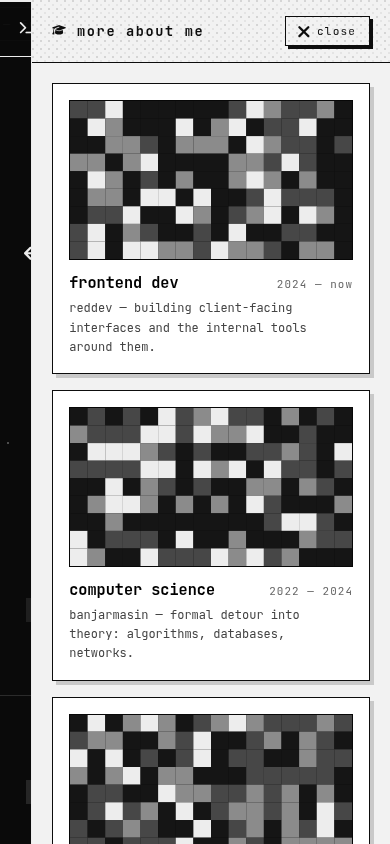 more about me
close
frontend dev
2024 — now
reddev — building client-facing
interfaces and the internal tools
around them.
computer science
2022 — 2024
banjarmasin — formal detour into
theory: algorithms, databases,
networks.